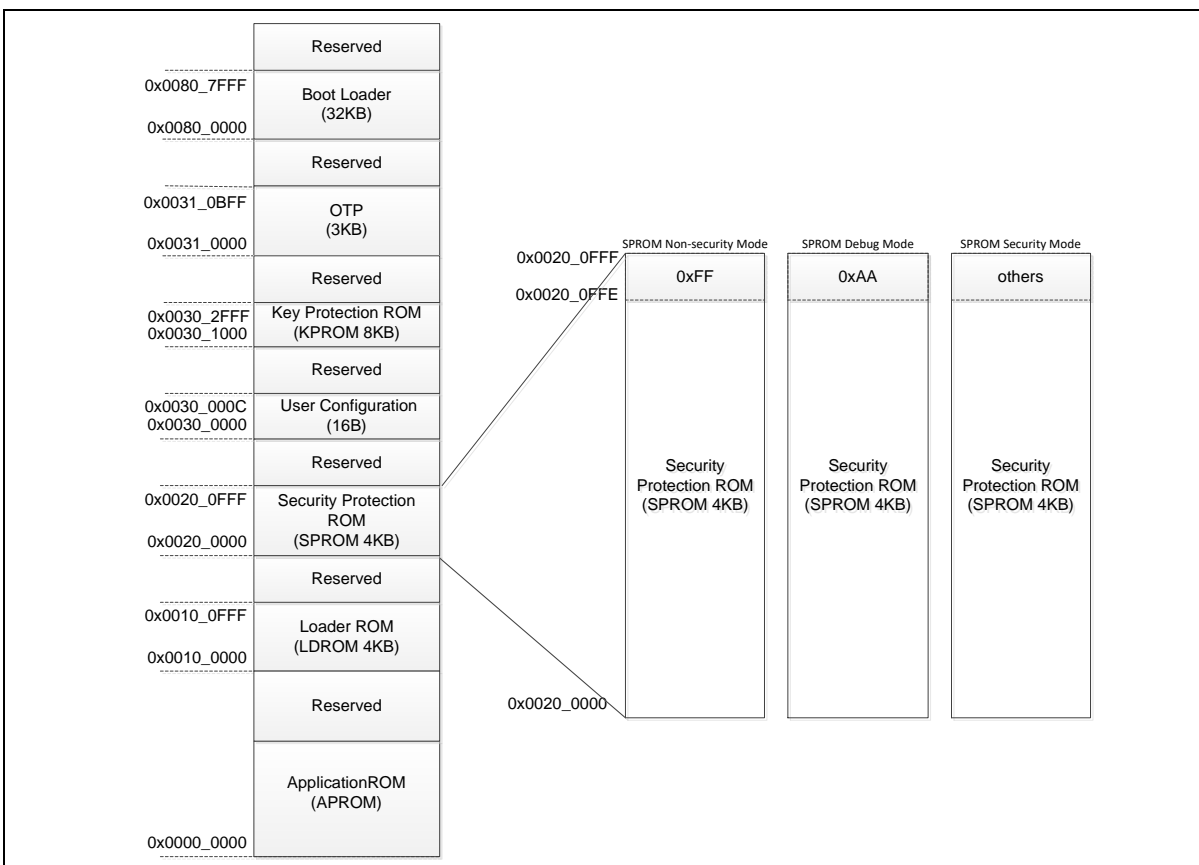 Reserved
0x0080_7FFF
Boot Loader
(32KB)
0x0080_0000
Reserved
0x0031_0BFF
OTP
(3KB)
0x0031_0000
Reserved
0x0030_2FFF
Key Protection ROM
0x0030_1000
(KPROM 8KB)
Reserved
0x0030_000C
User Configuration
0x0030_0000
(16B)
Reserved
0x0020_0FFF
Security Protection
ROM
(SPROM 4KB)
0x0020_0000
Reserved
0x0010_0FFF
Loader ROM
(LDROM 4KB)
0x0010_0000
Reserved
ApplicationROM
(APROM)
0x0000_0000
SPROM Non-security Mode
SPROM Debug Mode
SPROM Security Mode
0x0020_0FFF
0xFF
0xAA
others
0x0020_0FFE
Security
Protection ROM
(SPROM 4KB)
Security
Protection ROM
(SPROM 4KB)
Security
Protection ROM
(SPROM 4KB)
0x0020_0000